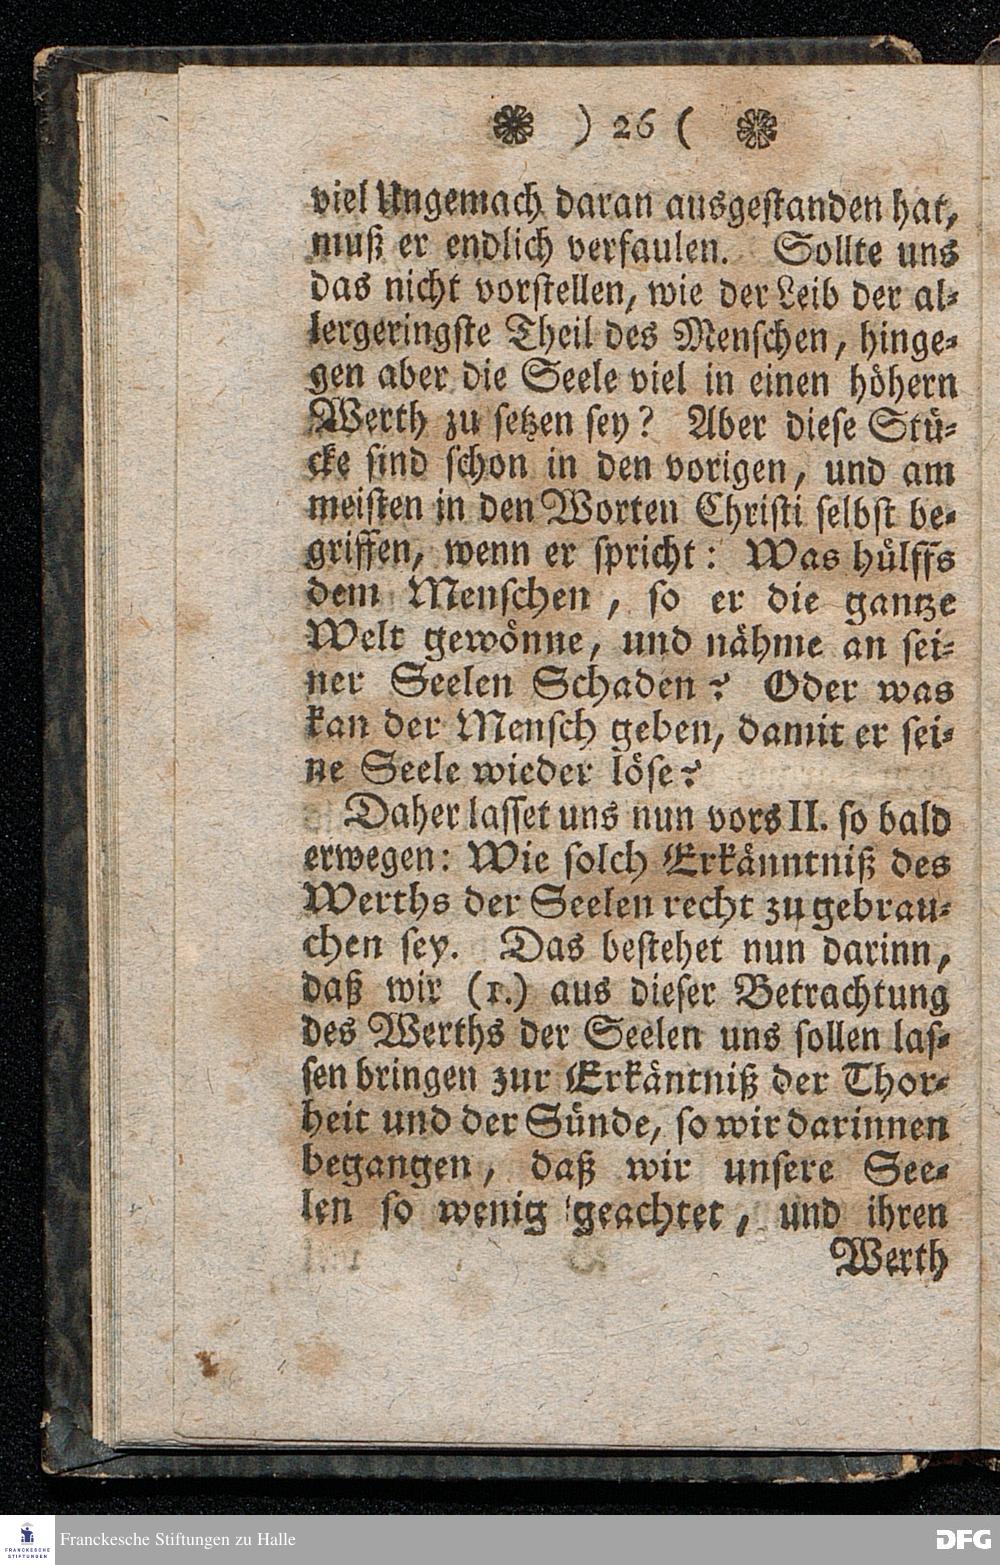 ) 26 (
viel Ungemach daran ausgestanden hat,
muß er endlich verfaulen. Sollte uns
das nicht vorstellen, wie der Leib der al-
lergeringste Theil des Menschen, hinge-
gen aber die Seele viel in einen höhern
Werth zu setzen sey? Aber diese Stü-
cke sind schon in den vorigen, und am
meisten in den Worten Christi selbst be-
griffen, wenn er spricht: Was hülffs
dem Menschen, so er die gantze
Welt gewönne, und nähme an sei-
ner Seelen Schaden? Oder was
kan der Mensch geben, damit er sei-
ne Seele wieder löse?
Daher lasset uns nun vors II. so bald
erwegen: Wie solch Erkänntniß des
Werths der Seelen recht zu gebrau-
chen sey. Das bestehet nun darinn,
daß wir (1.) aus dieser Betrachtung
des Werths der Seelen uns sollen las-
sen bringen zur Erkäntniß der Thor-
heit und der Sünde, so wir darinnen
begangen, daß wir unsere See-
len so wenig geachtet, und ihren
Werth
FRANCKESCHE STIFTUNGEN
Franckesche Stiftungen zu Halle
DFG